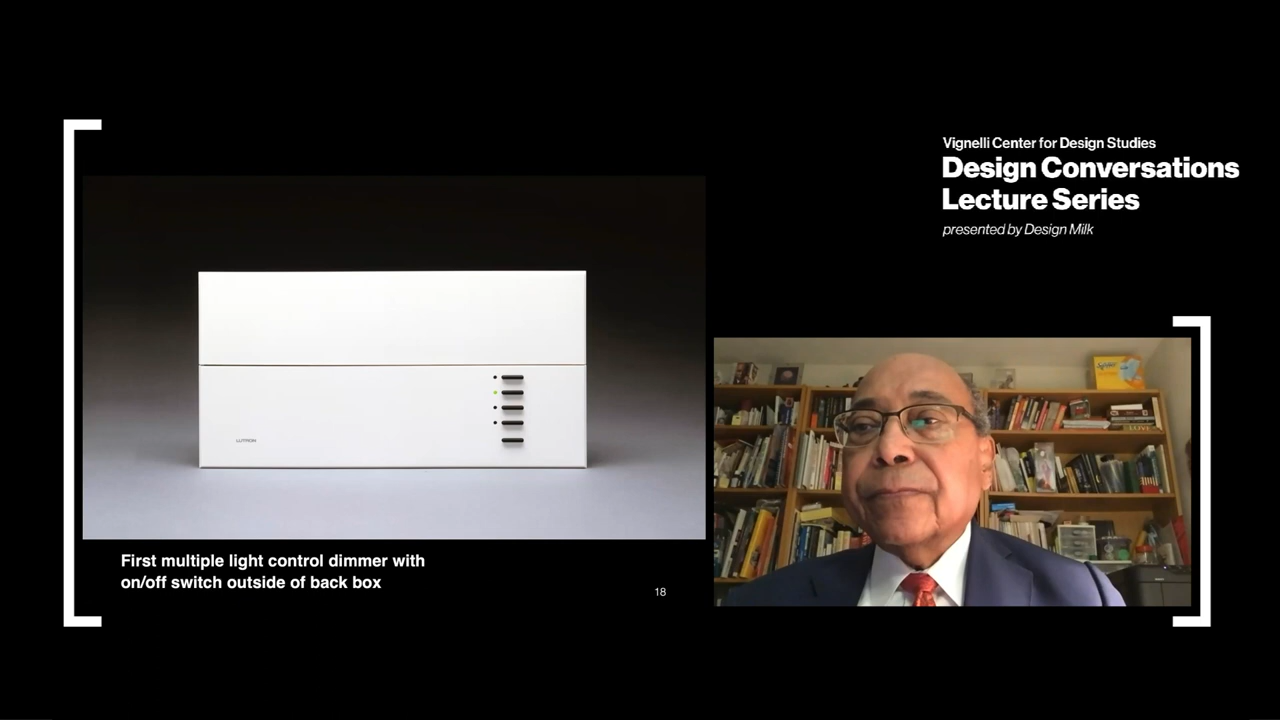 Vignelli Center for Design Studies
Design Conversations
Lecture Series
presented by Design Milk
LUTRON
First multiple light control dimmer with
on/off switch outside of back box
18